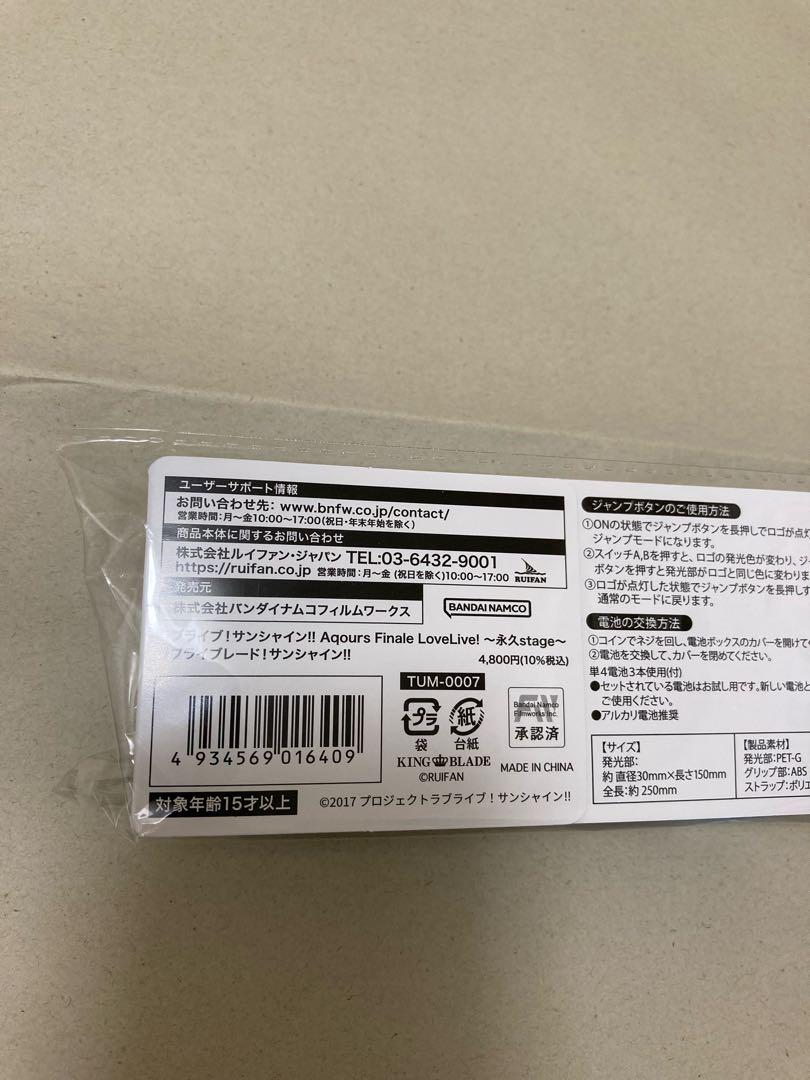 ユーザーサポート情報
お問い合わせ先： www.bnfw.co.jp/contact/
営業時間：月～金10:00～17:00(祝日・年末年始を除く)
商品本体に関するお問い合わせ
株式会社ルイファン・ジャパン TEL:03-6432-9001
https://ruifan.co.jp 営業時間：月～金 (祝日を除く)10:00～17:00
RUIFAN
発売元
株式会社バンダイナムコフィルムワークス
BANDAI NAMCO
ブライブ！サンシャイン!! Aqours Finale LoveLive! ～永久stage～
ブライブレード！サンシャイン!!
4,800円(10%税込)
TUM-0007
プラ
袋
紙
台紙
Bandai Namco
Filmworks Inc.
承認済
4 934569 016409
KING BLADE
©RUIFAN
MADE IN CHINA
対象年齢15才以上
©2017 プロジェクトラブライブ！サンシャイン!!
ジャンプボタンのご使用方法
①ONの状態でジャンプボタンを長押しでロゴが点灯
ジャンプモードになります。
②スイッチA,Bを押すと、ロゴの発光色が変わり、ジ
ボタンを押すと発光部がロゴと同じ色に変わりま
③ロゴが点灯した状態でジャンプボタンを長押しす
通常のモードに戻ります。
電池の交換方法
①コインでネジを回し、電池ボックスのカバーを開けて
②電池を交換して、カバーを閉めてください。
単4電池3本使用(付)
●セットされている電池はお試し用です。新しい電池と
ご使用ください。
●アルカリ電池推奨
【サイズ】
発光部：
約 直径30mm×長さ150mm
全長：約 250mm
【製品素材】
発光部：PET-G
グリップ部：ABS
ストラップ：ポリエ